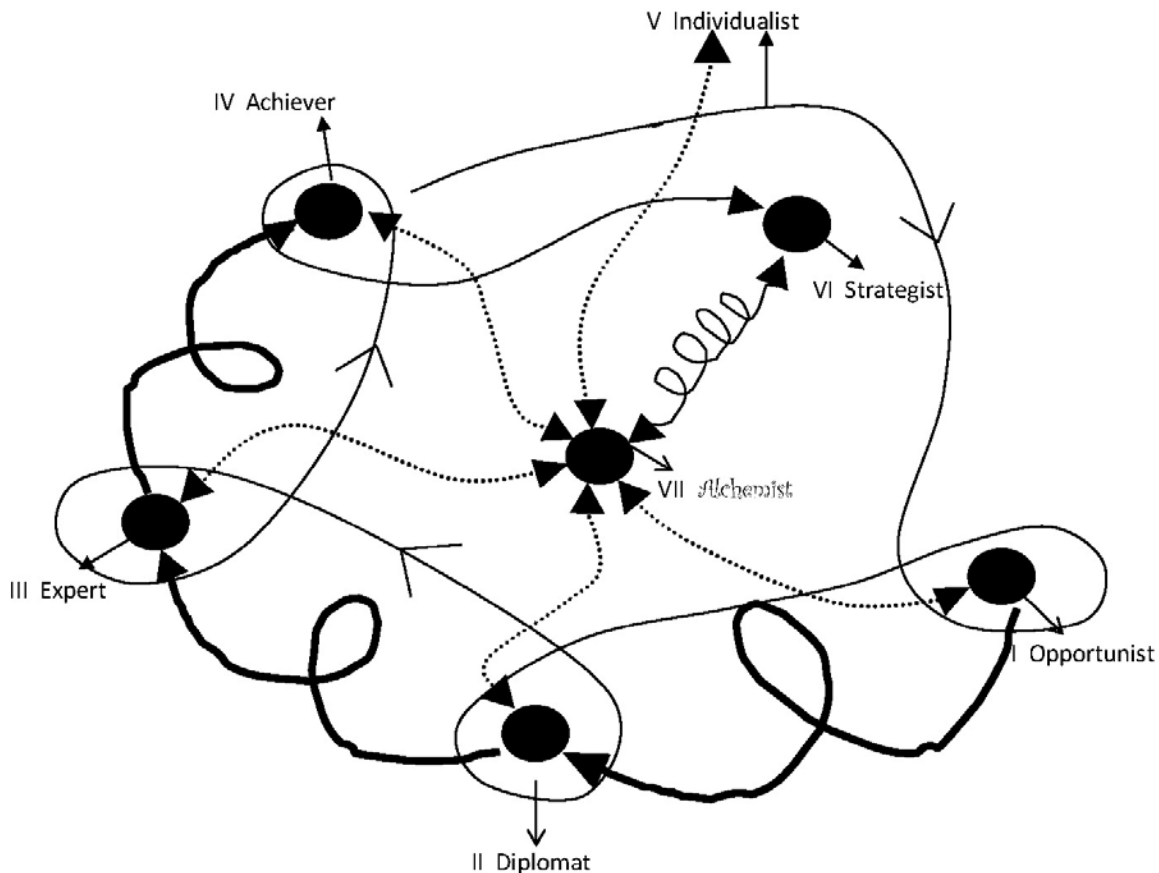 V Individualist
IV Achiever
VI Strategist
VII Alchemist
III Expert
I Opportunist
II Diplomat